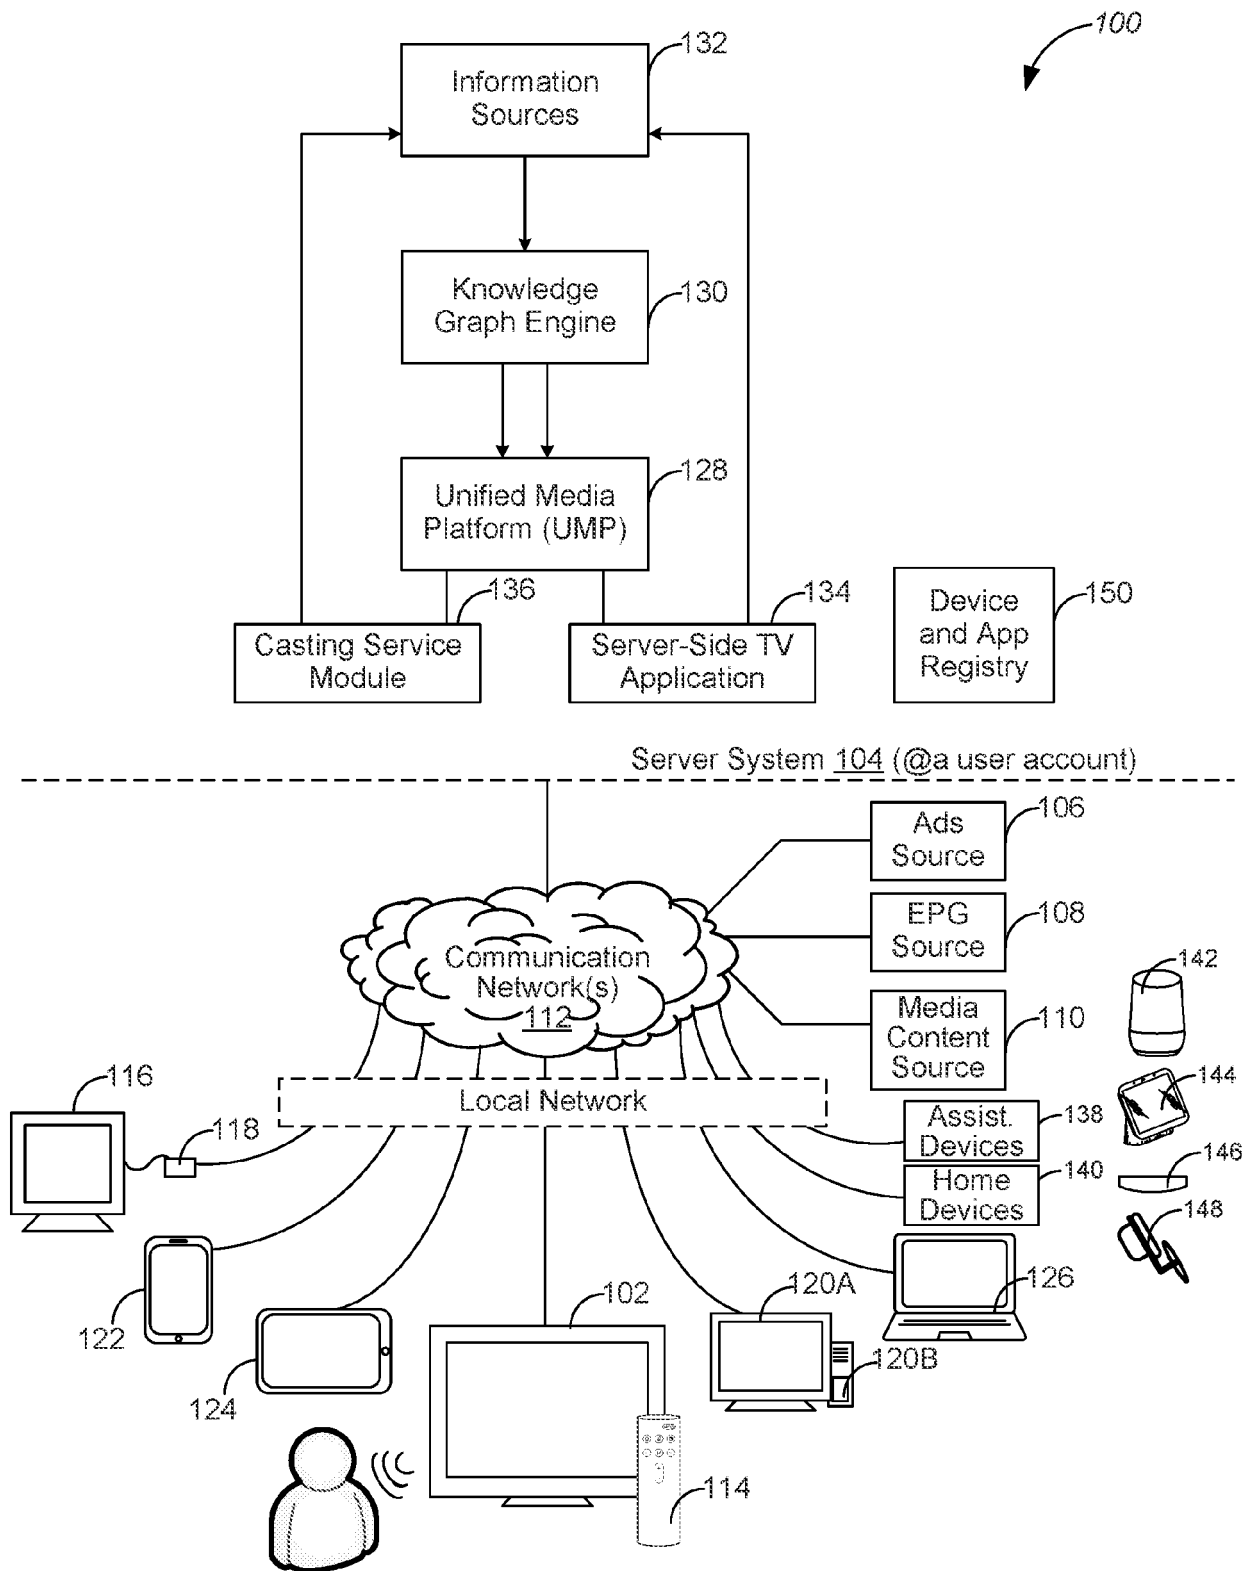 100
132
Information
Sources
130
Knowledge
Graph Engine
128
Unified Media
Platform (UMP)
136
Casting Service
Module
134
Server-Side TV
Application
150
Device
and App
Registry
Server System 104 (@a user account)
106
Ads
Source
108
EPG
Source
110
Media
Content
Source
Communication
Network(s)
112
142
144
146
148
Local Network
138
Assist.
Devices
140
Home
Devices
116
118
122
124
102
114
120A
120B
126